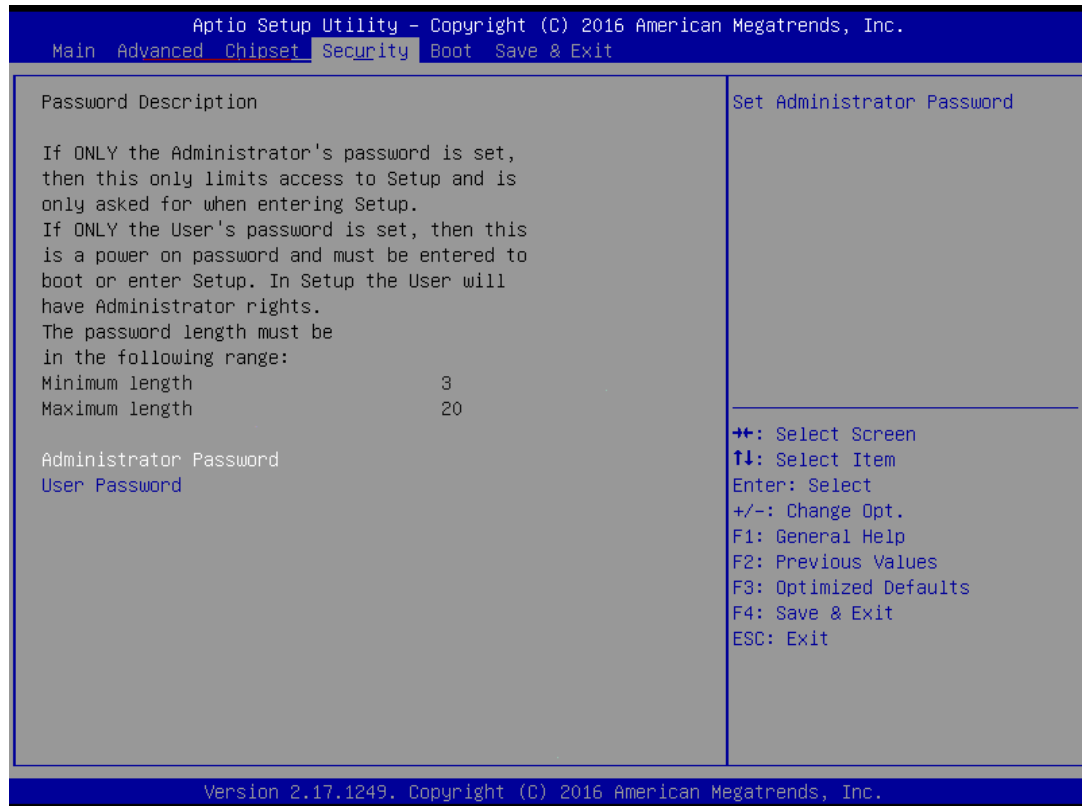 Aptio Setup Utility – Copyright (C) 2016 American Megatrends, Inc.
Main Advanced Chipset Security Boot Save & Exit
Password Description
If ONLY the Administrator's password is set,
then this only limits access to Setup and is
only asked for when entering Setup.
If ONLY the User's password is set, then this
is a power on password and must be entered to
boot or enter Setup. In Setup the User will
have Administrator rights.
The password length must be
in the following range:
Minimum length 3
Maximum length 20
Administrator Password
User Password
Set Administrator Password
→←: Select Screen
↑↓: Select Item
Enter: Select
+/-: Change Opt.
F1: General Help
F2: Previous Values
F3: Optimized Defaults
F4: Save & Exit
ESC: Exit
Version 2.17.1249. Copyright (C) 2016 American Megatrends, Inc.